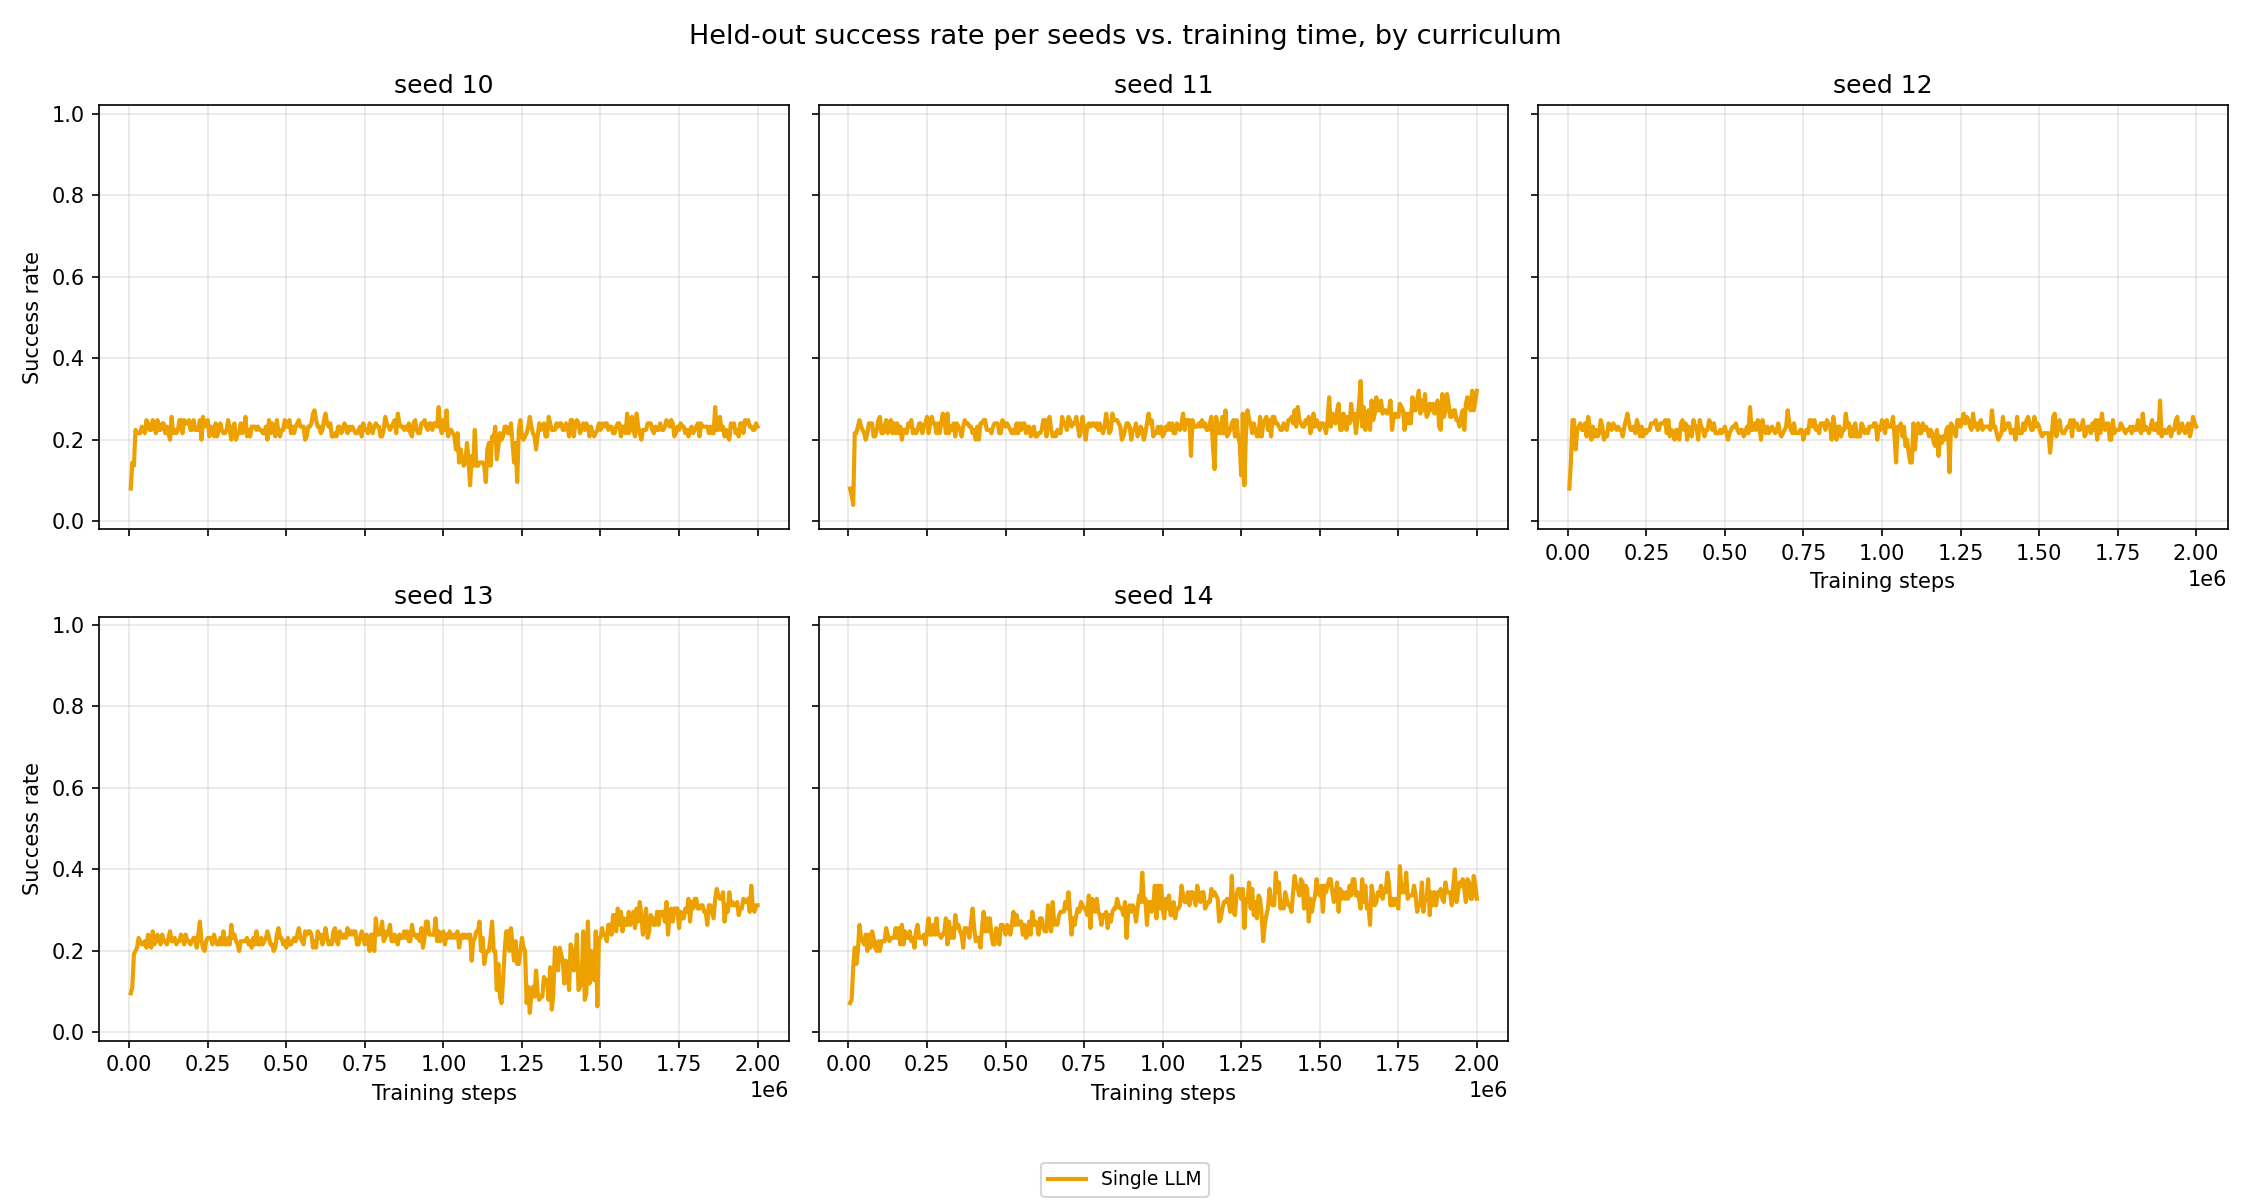 Held-out success rate per seeds vs. training time, by curriculum
seed 10
seed 11
seed 12
1.0
0.8
0.6
0.4
0.2
0.0
Success rate
0.00 0.25 0.50 0.75 1.00 1.25 1.50 1.75 2.00
1e6
Training steps
seed 13
seed 14
1.0
0.8
0.6
0.4
0.2
0.0
Success rate
0.00 0.25 0.50 0.75 1.00 1.25 1.50 1.75 2.00
1e6
Training steps
0.00 0.25 0.50 0.75 1.00 1.25 1.50 1.75 2.00
1e6
Training steps
Single LLM